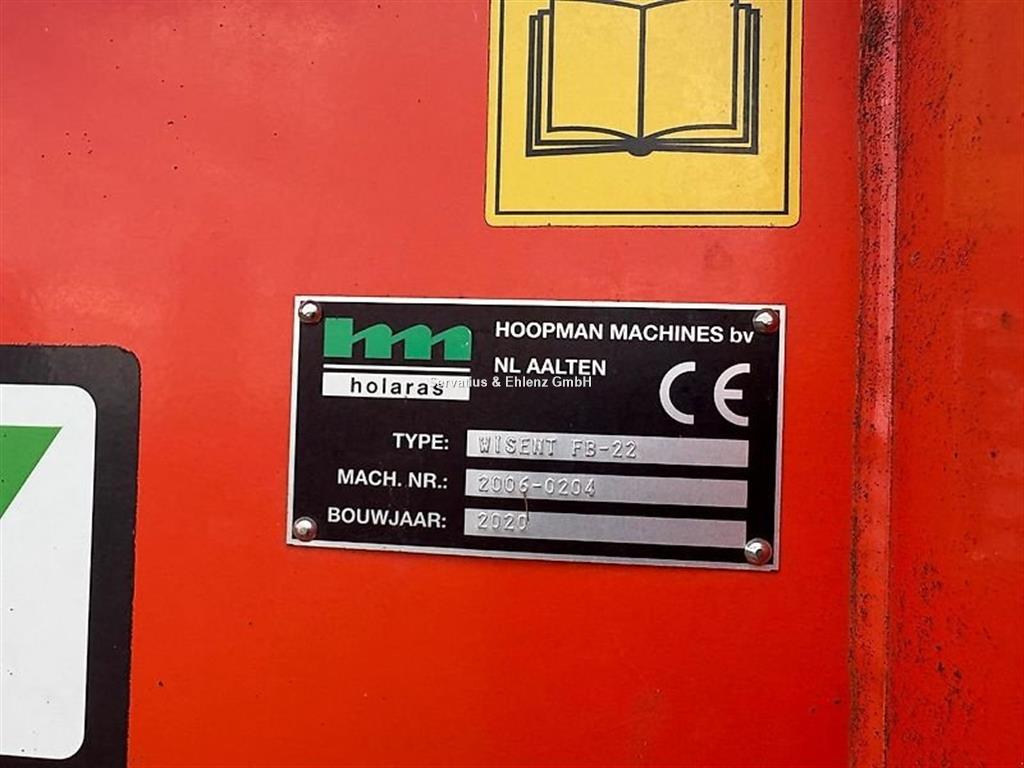 HOOPMAN MACHINES bv
NL AALTEN
holaras
Servatius & Ehlenz GmbH
CE
TYPE: WISENT FB-22
MACH. NR.: 2006-0204
BOUWJAAR: 2020